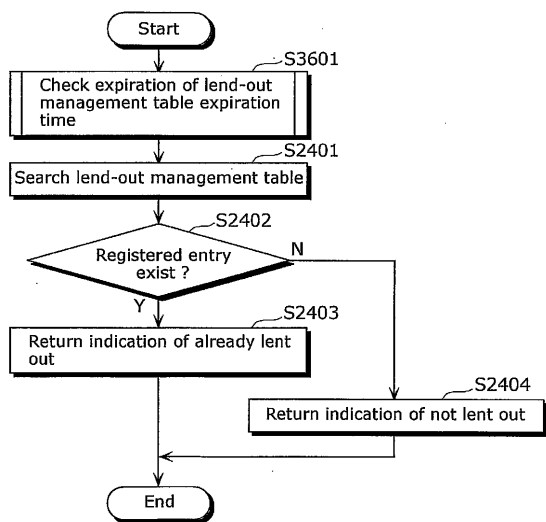 Start
S3601
Check expiration of lend-out
management table expiration
time
S2401
Search lend-out management table
S2402
Registered entry
exist ?
N
Y
S2403
Return indication of already lent
out
S2404
Return indication of not lent out
End